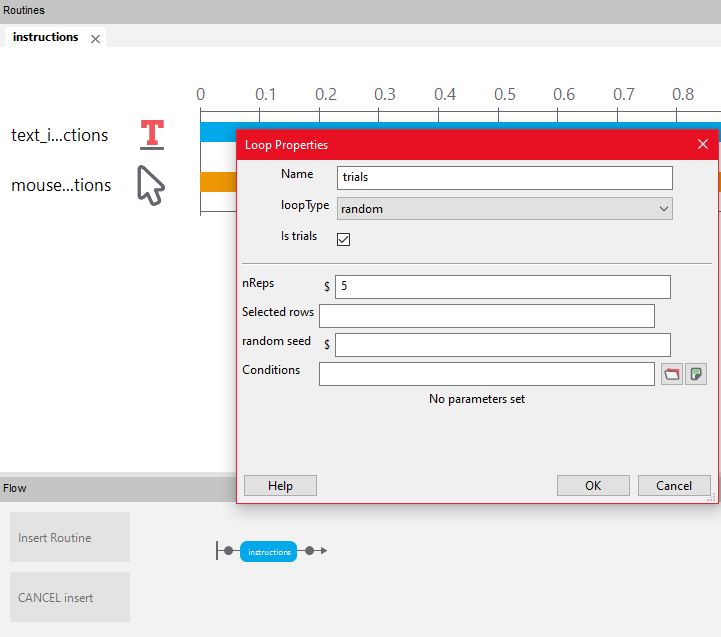 Routines
instructions
0 0.1 0.2 0.3 0.4 0.5 0.6 0.7 0.8
text_i...ctions
mouse...tions
Loop Properties
Name trials
loopType random
Is trials
nReps $ 5
Selected rows
random seed $
Conditions
No parameters set
Help OK Cancel
Flow
Insert Routine
instructions
CANCEL insert